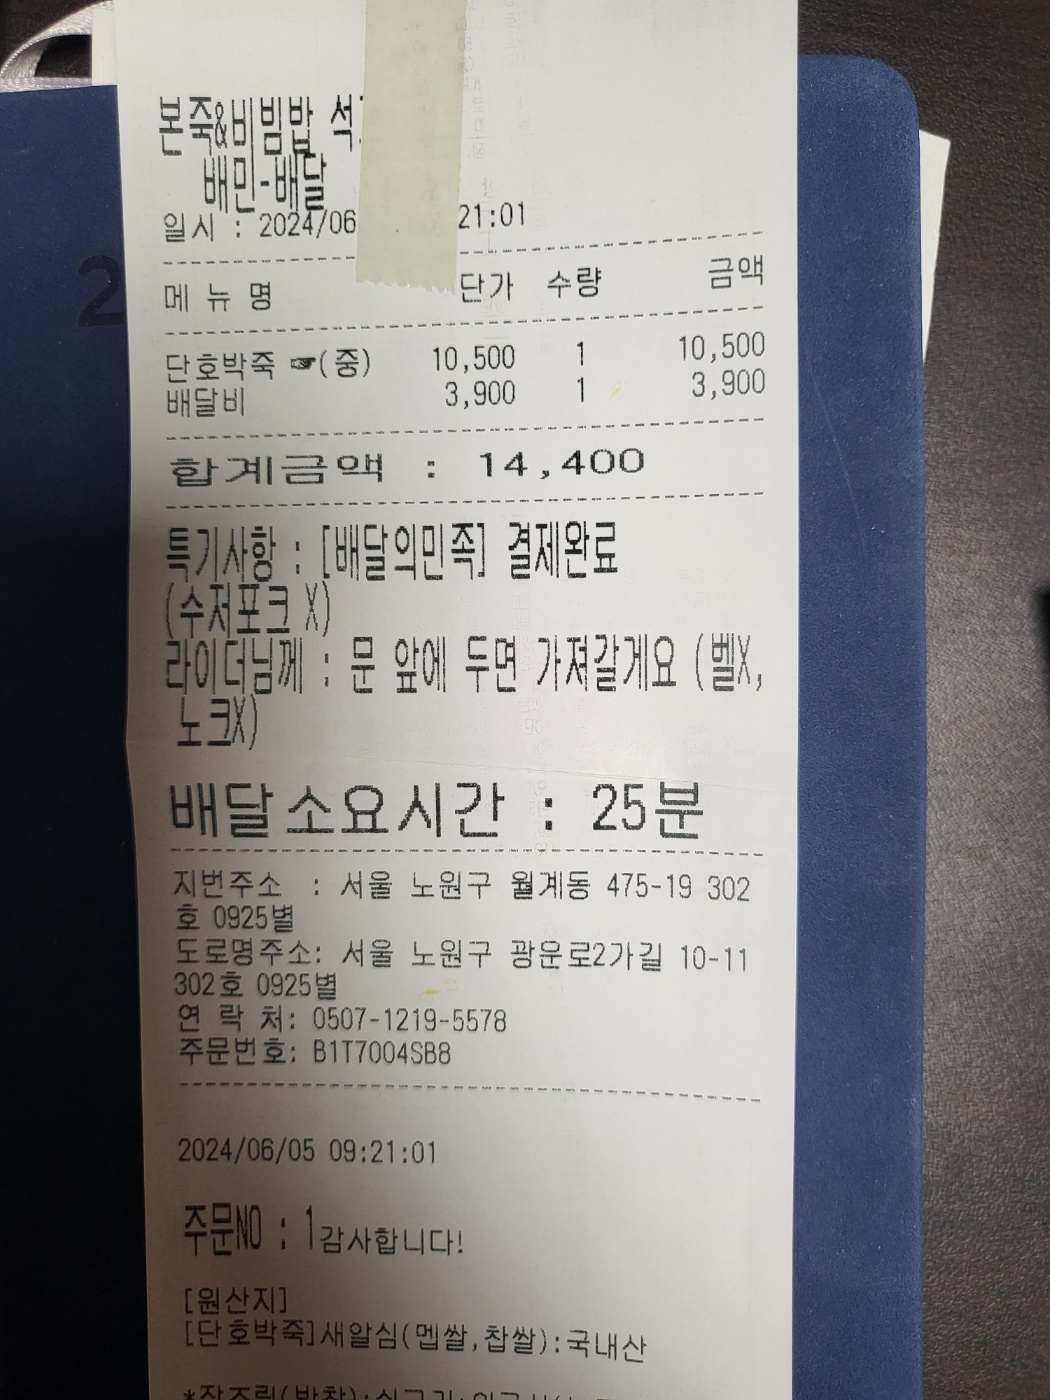 본죽&비빔밥
배민-배달
일시 : 2024/06 21:01
메 뉴 명 단가 수량 금액
단호박죽 ☞(중) 10,500 1 10,500
배달비 3,900 1 3,900
합계금액 : 14,400
특기사항 : [배달의민족] 결제완료
(수저포크 X)
라이더님께 : 문 앞에 두면 가져갈게요 (벨X,
노크X)
배달소요시간 : 25분
지번주소 : 서울 노원구 월계동 475-19 302
호 0925별
도로명주소: 서울 노원구 광운로2가길 10-11
302호 0925별
연 락 처: 0507-1219-5578
주문번호: B1T7004SB8
2024/06/05 09:21:01
주문NO : 1감사합니다!
[원산지]
[단호박죽]새알심(멥쌀,찹쌀):국내산
2